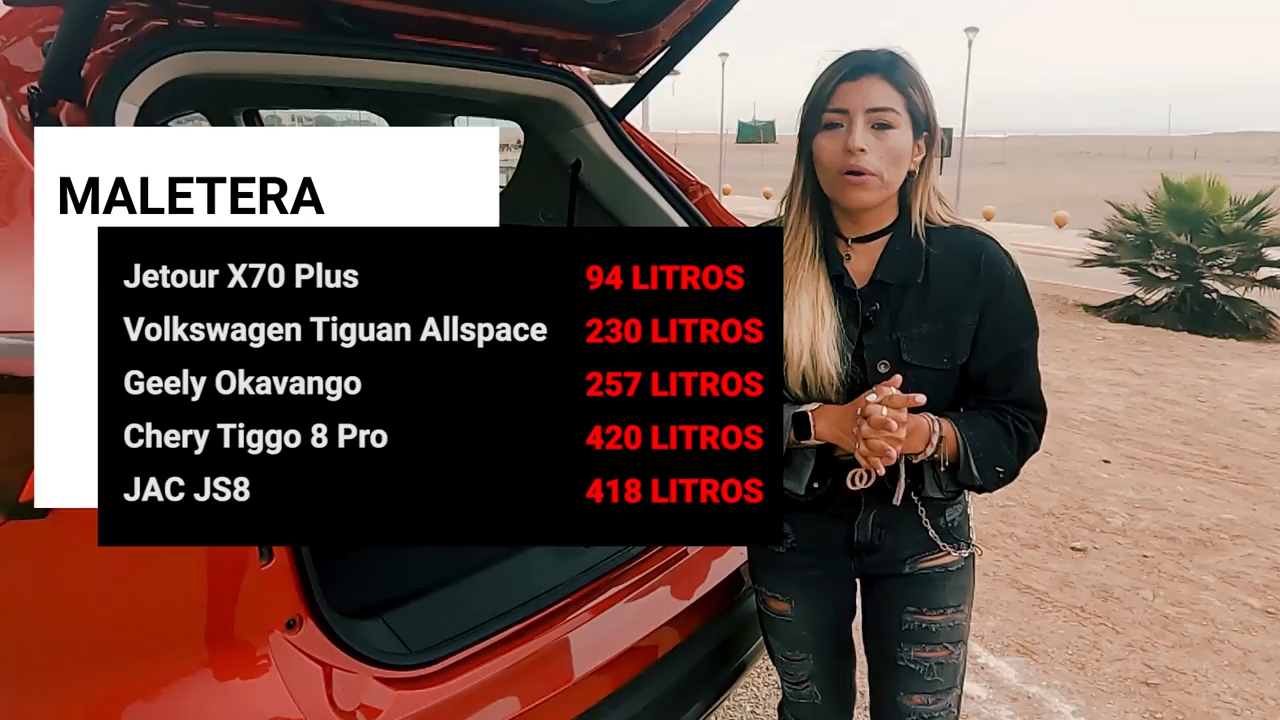 MALETERA
Jetour X70 Plus 94 LITROS
Volkswagen Tiguan Allspace 230 LITROS
Geely Okavango 257 LITROS
Chery Tiggo 8 Pro 420 LITROS
JAC JS8 418 LITROS